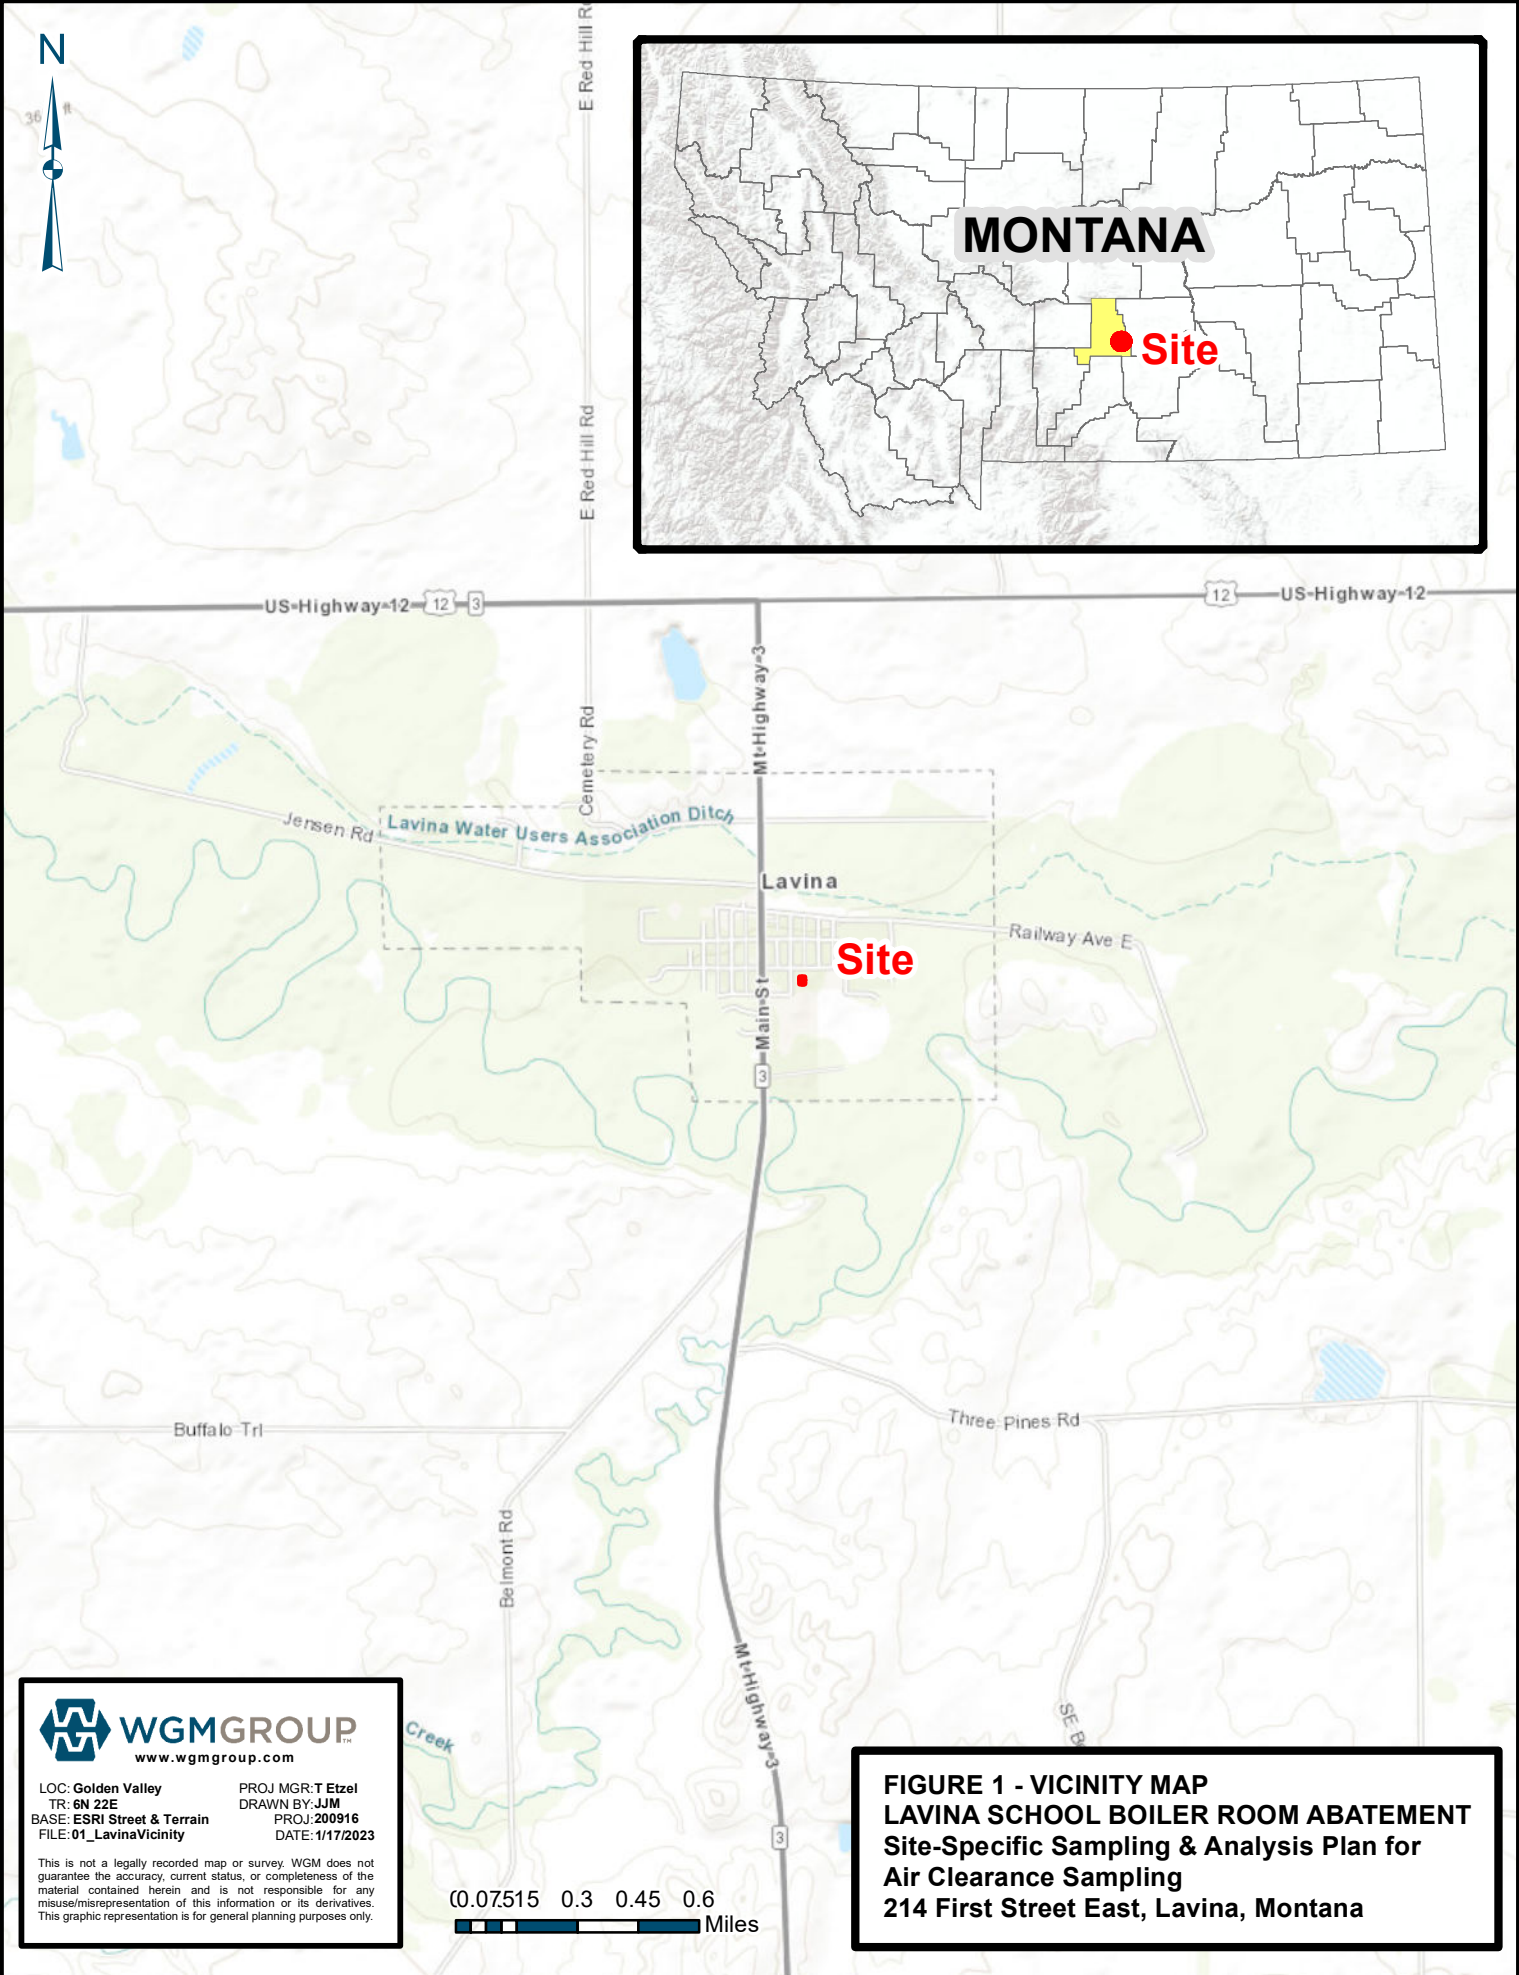 N
E Red Hill Rd
36 ft
MONTANA
Site
E Red Hill Rd
US Highway 12
12
3
12
US Highway 12
Mt Highway 3
Cemetery Rd
Jensen Rd
Lavina Water Users Association Ditch
Lavina
Railway Ave E
Site
Main St
3
Buffalo Trl
Three Pines Rd
Belmont Rd
Mt Highway 3
SE
Creek
3
WGMGROUP™
www.wgmgroup.com
LOC: Golden Valley PROJ MGR: T Etzel
TR: 6N 22E DRAWN BY: JJM
BASE: ESRI Street & Terrain PROJ: 200916
FILE: 01_LavinaVicinity DATE: 1/17/2023
This is not a legally recorded map or survey. WGM does not
guarantee the accuracy, current status, or completeness of the
material contained herein and is not responsible for any
misuse/misrepresentation of this information or its derivatives.
This graphic representation is for general planning purposes only.
0.3 0.45 0.6
Miles
FIGURE 1 - VICINITY MAP
LAVINA SCHOOL BOILER ROOM ABATEMENT
Site-Specific Sampling & Analysis Plan for
Air Clearance Sampling
214 First Street East, Lavina, Montana